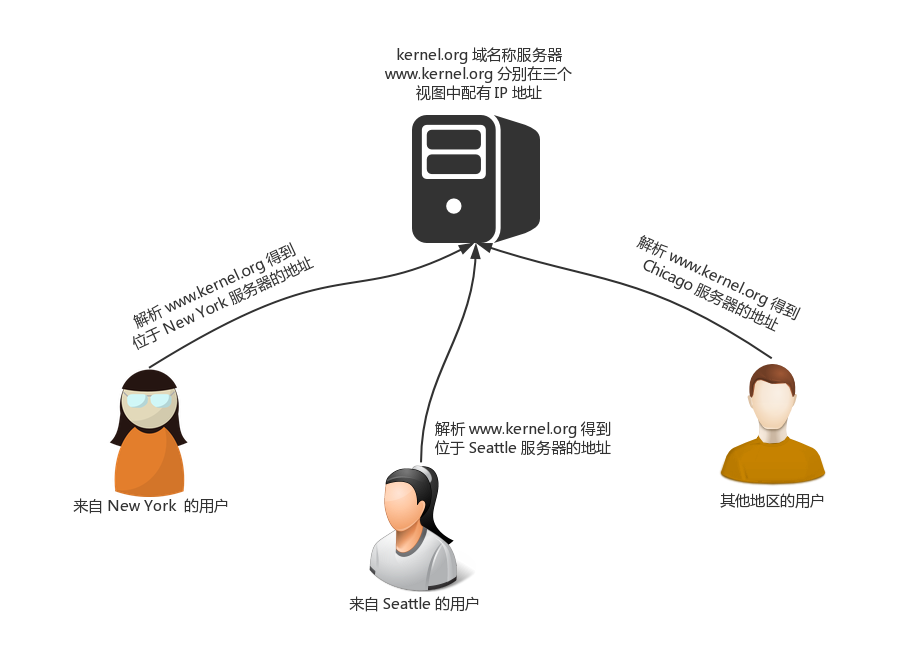 kernel.org 域名称服务器
www.kernel.org 分别在三个
视图中配有 IP 地址
解析 www.kernel.org 得到
位于 New York 服务器的地址
解析 www.kernel.org 得到
Chicago 服务器的地址
解析 www.kernel.org 得到
位于 Seattle 服务器的地址
来自 New York 的用户
其他地区的用户
来自 Seattle 的用户